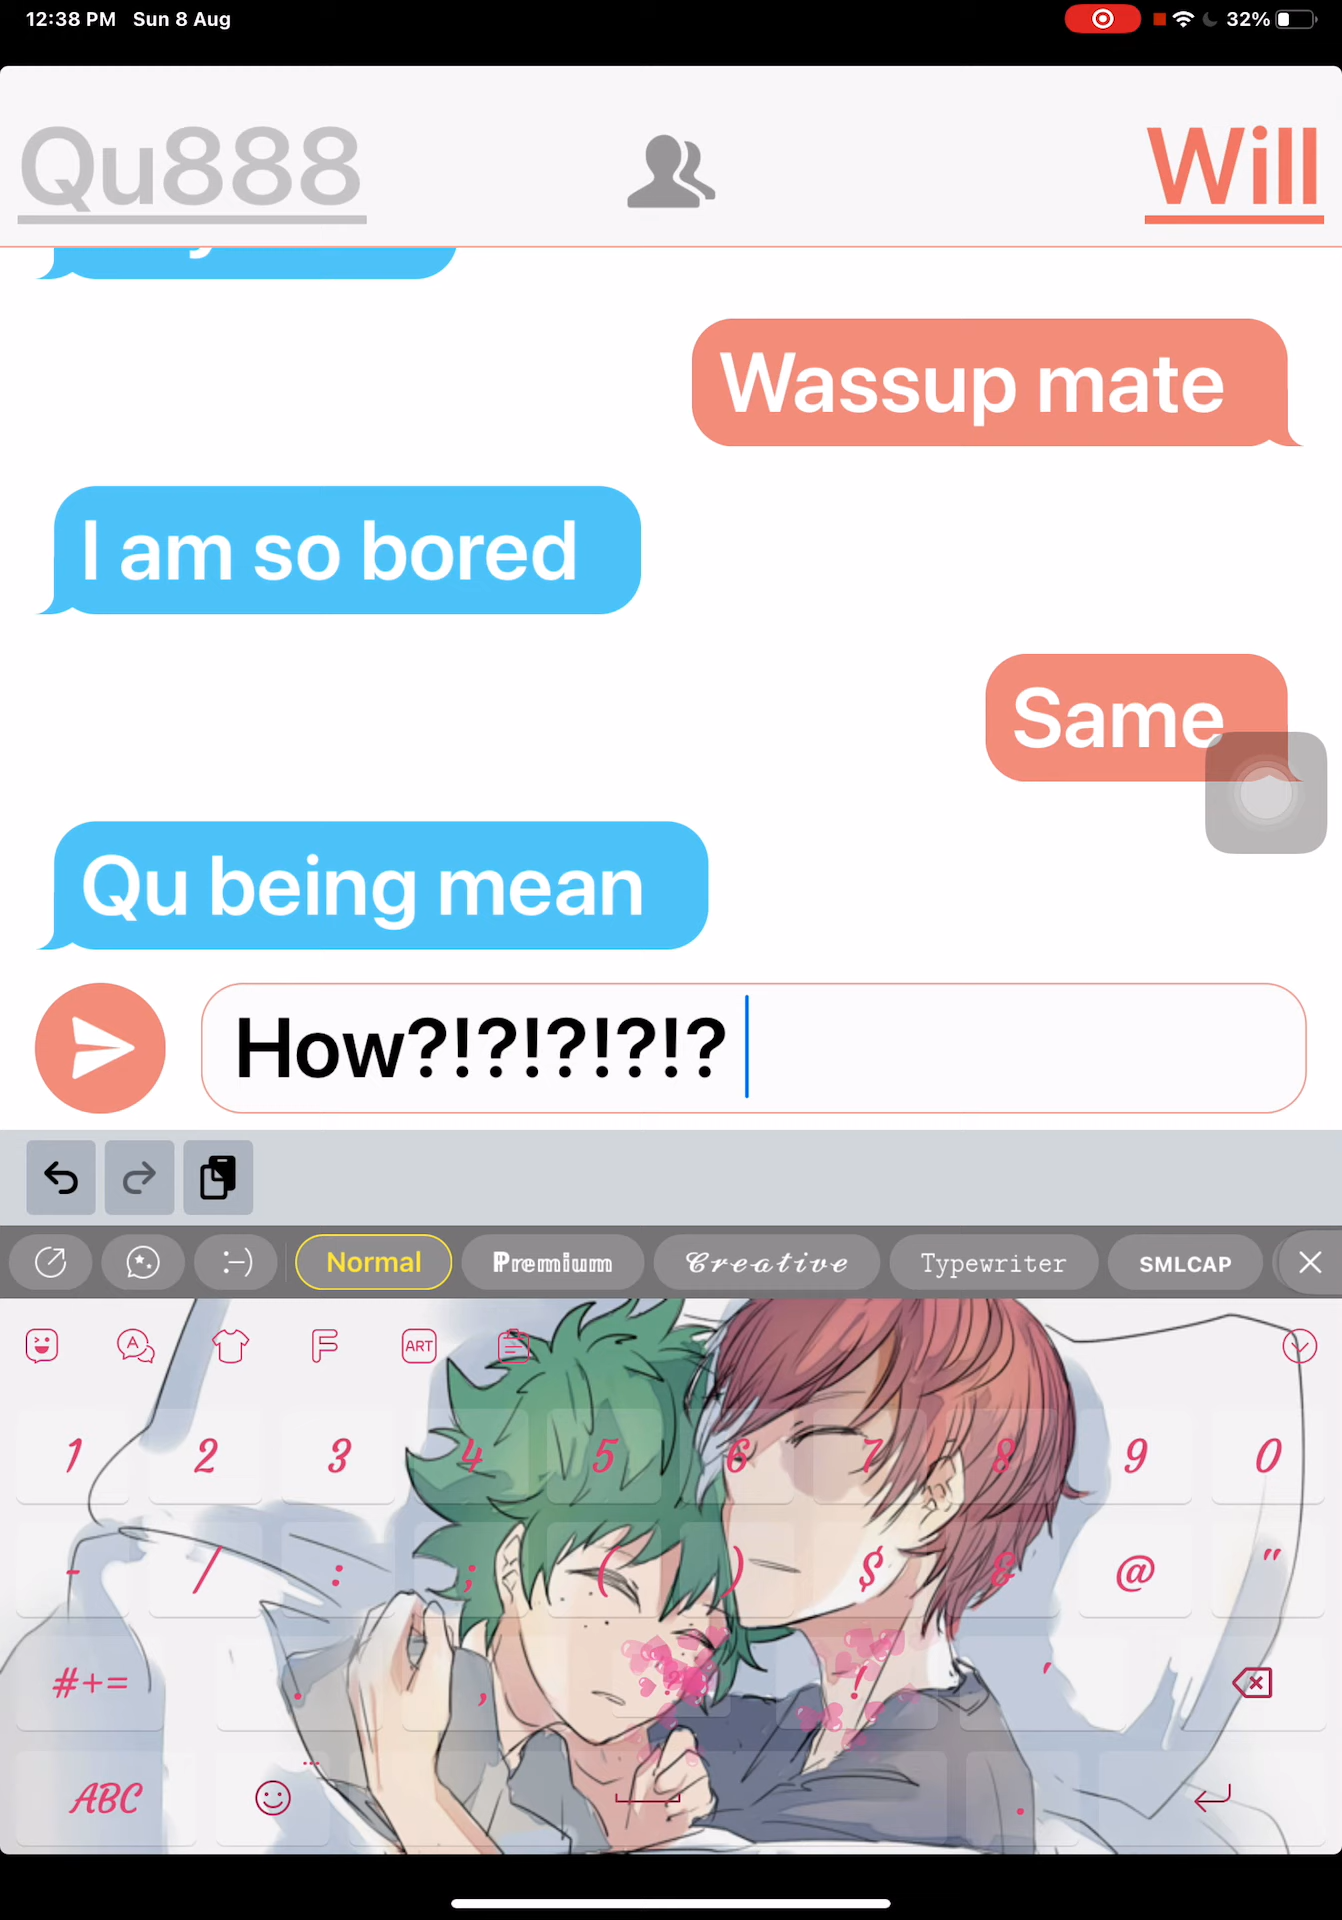 12:38 PM Sun 8 Aug 32%
Qu888 Will
Wassup mate
I am so bored
Same
Qu being mean
How?!?!?!?!?
:-) Normal Premium Creative Typewriter SMLCAP
A F ART
1 2 3 4 5 6 7 8 9 0
- / : ; ( ) $ & @ "
#+= . , ? ! '
ABC .